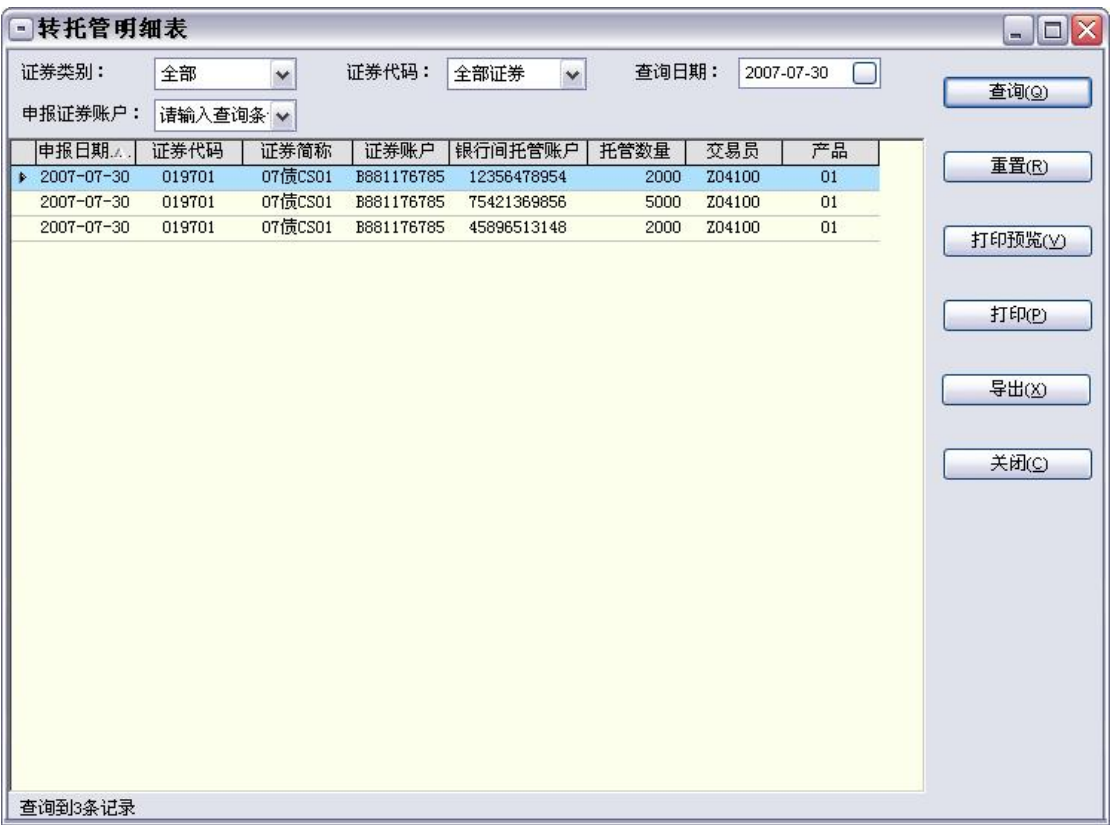 转托管明细表
证券类别： 全部 证券代码： 全部证券 查询日期： 2007-07-30
申报证券账户： 请输入查询条
申报日期 证券代码 证券简称 证券账户 银行间托管账户 托管数量 交易员 产品
2007-07-30 019701 07债CS01 B881176785 12356478954 2000 Z04100 01
2007-07-30 019701 07债CS01 B881176785 75421369856 5000 Z04100 01
2007-07-30 019701 07债CS01 B881176785 45896513148 2000 Z04100 01
查询(Q)
重置(R)
打印预览(V)
打印(P)
导出(X)
关闭(C)
查询到3条记录